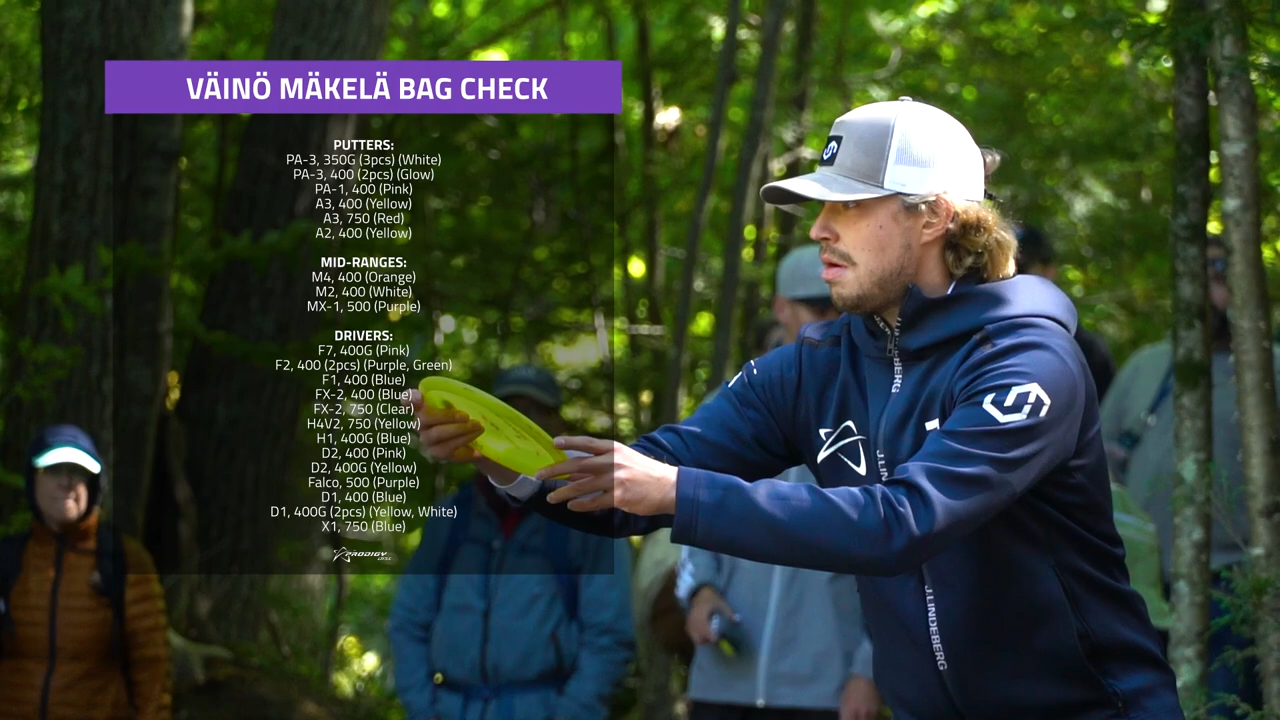 VÄINÖ MÄKELÄ BAG CHECK
PUTTERS:
PA-3, 350G (3pcs) (White)
PA-3, 400 (2pcs) (Glow)
PA-1, 400 (Pink)
A3, 400 (Yellow)
A3, 750 (Red)
A2, 400 (Yellow)
MID-RANGES:
M4, 400 (Orange)
M2, 400 (White)
MX-1, 500 (Purple)
DRIVERS:
F7, 400G (Pink)
F2, 400 (2pcs) (Purple, Green)
F1, 400 (Blue)
FX-2, 400 (Blue)
FX-2, 750 (Clear)
H4V2, 750 (Yellow)
H1, 400G (Blue)
D2, 400 (Pink)
D2, 400G (Yellow)
Falco, 500 (Purple)
D1, 400 (Blue)
D1, 400G (2pcs) (Yellow, White)
X1, 750 (Blue)
PRODIGY
DISC
J.LINDEBERG